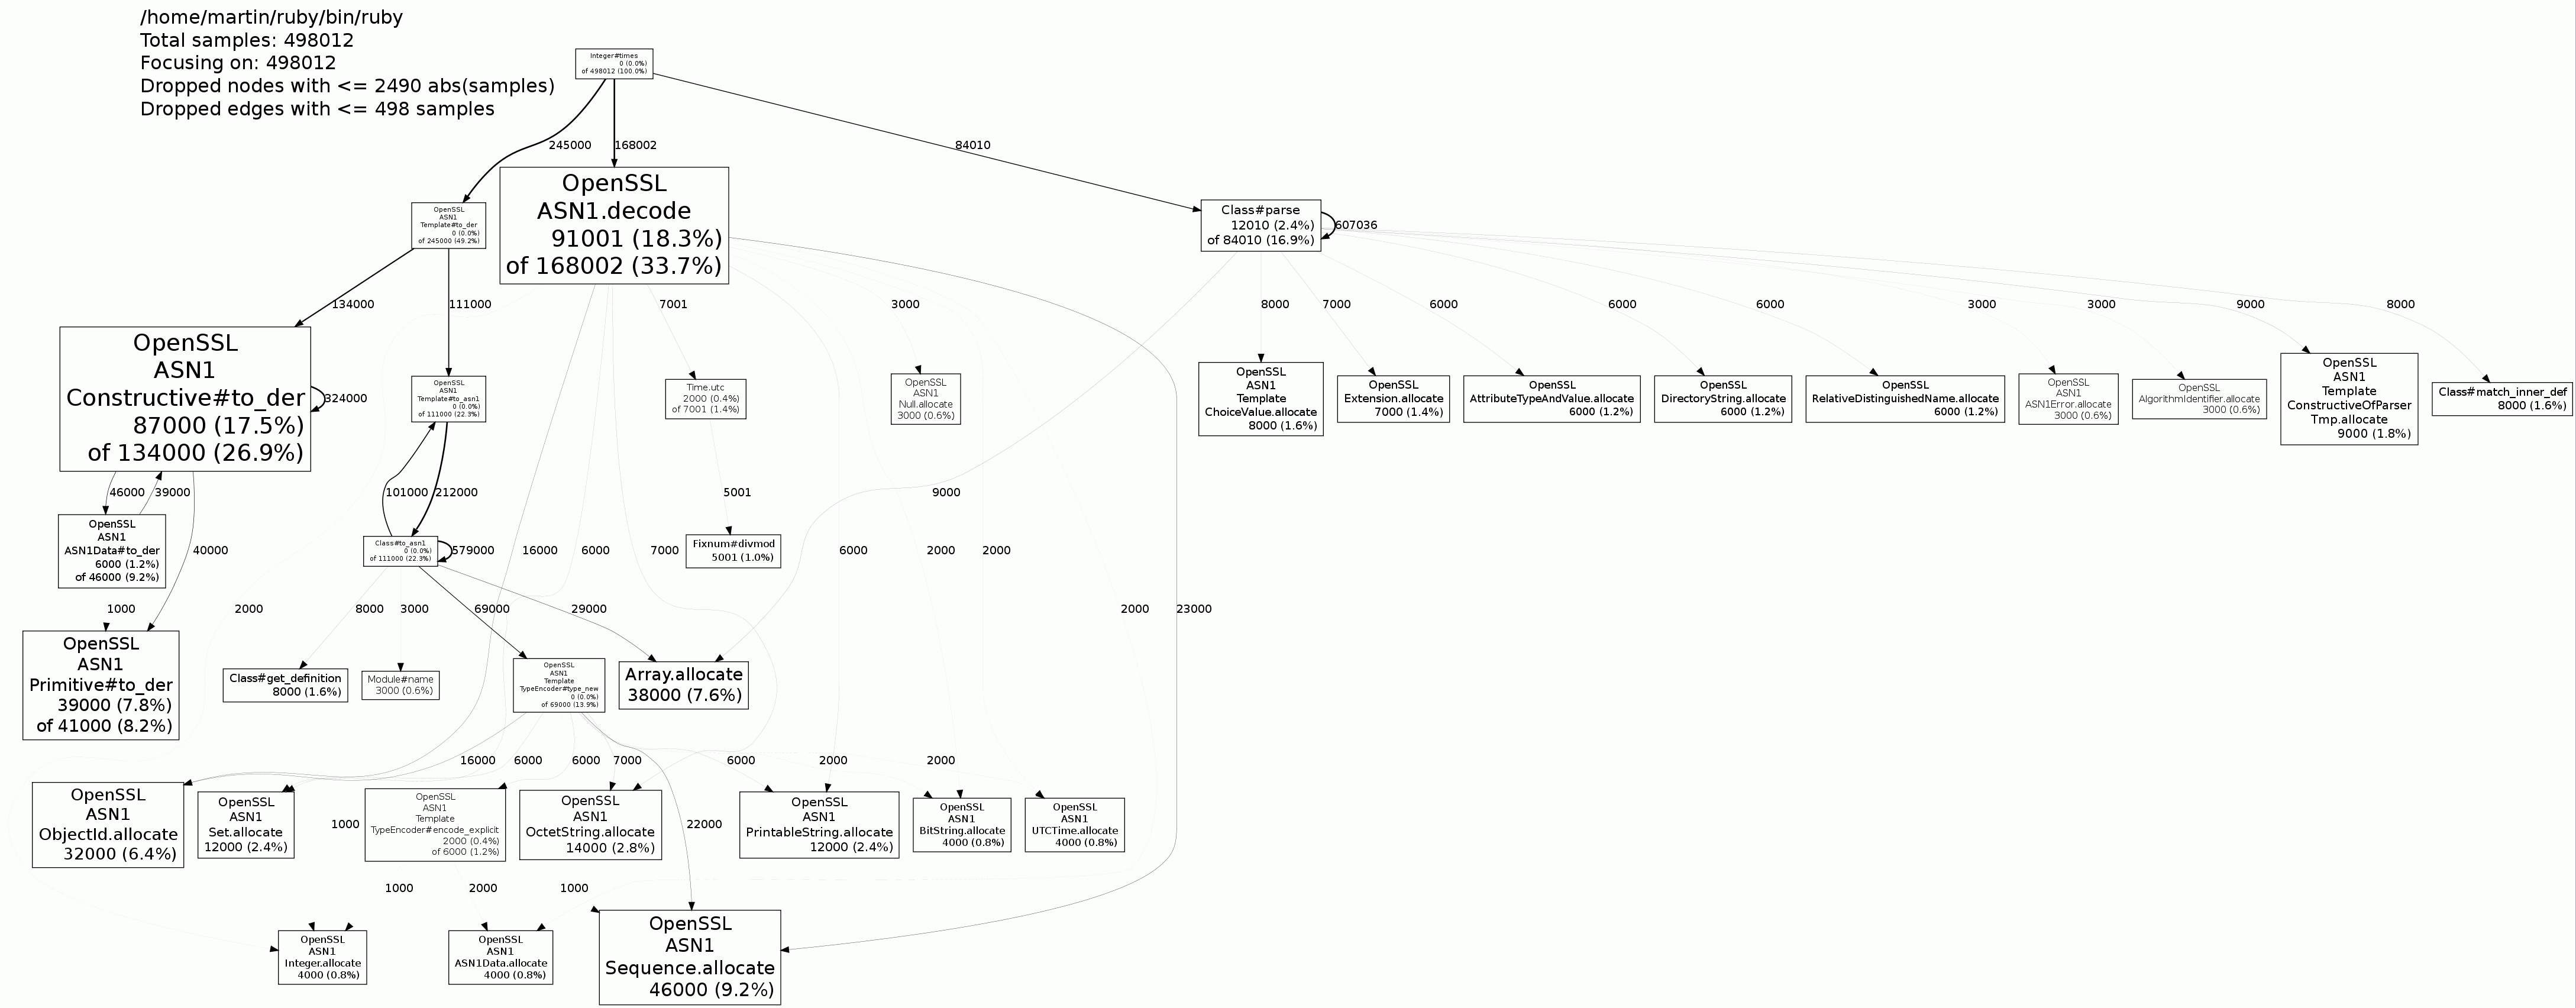 /home/martin/ruby/bin/ruby
Total samples: 498012
Focusing on: 498012
Dropped nodes with <= 2490 abs(samples)
Dropped edges with <= 498 samples
Integer#times
0 (0.0%)
of 498012 (100.0%)
245000
168002
84010
OpenSSL
ASN1
Template#to_der
0 (0.0%)
of 245000 (49.2%)
OpenSSL
ASN1.decode
91001 (18.3%)
of 168002 (33.7%)
Class#parse
12010 (2.4%)
of 84010 (16.9%)
607036
134000
111000
7001
3000
8000
7000
6000
6000
6000
3000
3000
9000
8000
OpenSSL
ASN1
Constructive#to_der
87000 (17.5%)
of 134000 (26.9%)
324000
OpenSSL
ASN1
Template#to_asn1
0 (0.0%)
of 111000 (22.3%)
Time.utc
2000 (0.4%)
of 7001 (1.4%)
OpenSSL
ASN1
Null.allocate
3000 (0.6%)
OpenSSL
ASN1
Template
ChoiceValue.allocate
8000 (1.6%)
OpenSSL
Extension.allocate
7000 (1.4%)
OpenSSL
AttributeTypeAndValue.allocate
6000 (1.2%)
OpenSSL
DirectoryString.allocate
6000 (1.2%)
OpenSSL
RelativeDistinguishedName.allocate
6000 (1.2%)
OpenSSL
ASN1
ASN1Error.allocate
3000 (0.6%)
OpenSSL
AlgorithmIdentifier.allocate
3000 (0.6%)
OpenSSL
ASN1
Template
ConstructiveOfParser
Tmp.allocate
9000 (1.8%)
Class#match_inner_def
8000 (1.6%)
46000
39000
101000
212000
5001
9000
OpenSSL
ASN1
ASN1Data#to_der
6000 (1.2%)
of 46000 (9.2%)
40000
Class#to_asn1
0 (0.0%)
of 111000 (22.3%)
579000
16000
6000
7000
Fixnum#divmod
5001 (1.0%)
6000
2000
2000
1000
2000
8000
3000
69000
29000
2000
23000
OpenSSL
ASN1
Primitive#to_der
39000 (7.8%)
of 41000 (8.2%)
Class#get_definition
8000 (1.6%)
Module#name
3000 (0.6%)
OpenSSL
ASN1
Template
TypeEncoder#type_new
0 (0.0%)
of 69000 (13.9%)
Array.allocate
38000 (7.6%)
16000
6000
6000
7000
6000
2000
2000
OpenSSL
ASN1
ObjectId.allocate
32000 (6.4%)
OpenSSL
ASN1
Set.allocate
12000 (2.4%)
1000
OpenSSL
ASN1
Template
TypeEncoder#encode_explicit
2000 (0.4%)
of 6000 (1.2%)
OpenSSL
ASN1
OctetString.allocate
14000 (2.8%)
22000
OpenSSL
ASN1
PrintableString.allocate
12000 (2.4%)
OpenSSL
ASN1
BitString.allocate
4000 (0.8%)
OpenSSL
ASN1
UTCTime.allocate
4000 (0.8%)
1000
2000
1000
OpenSSL
ASN1
Integer.allocate
4000 (0.8%)
OpenSSL
ASN1
ASN1Data.allocate
4000 (0.8%)
OpenSSL
ASN1
Sequence.allocate
46000 (9.2%)